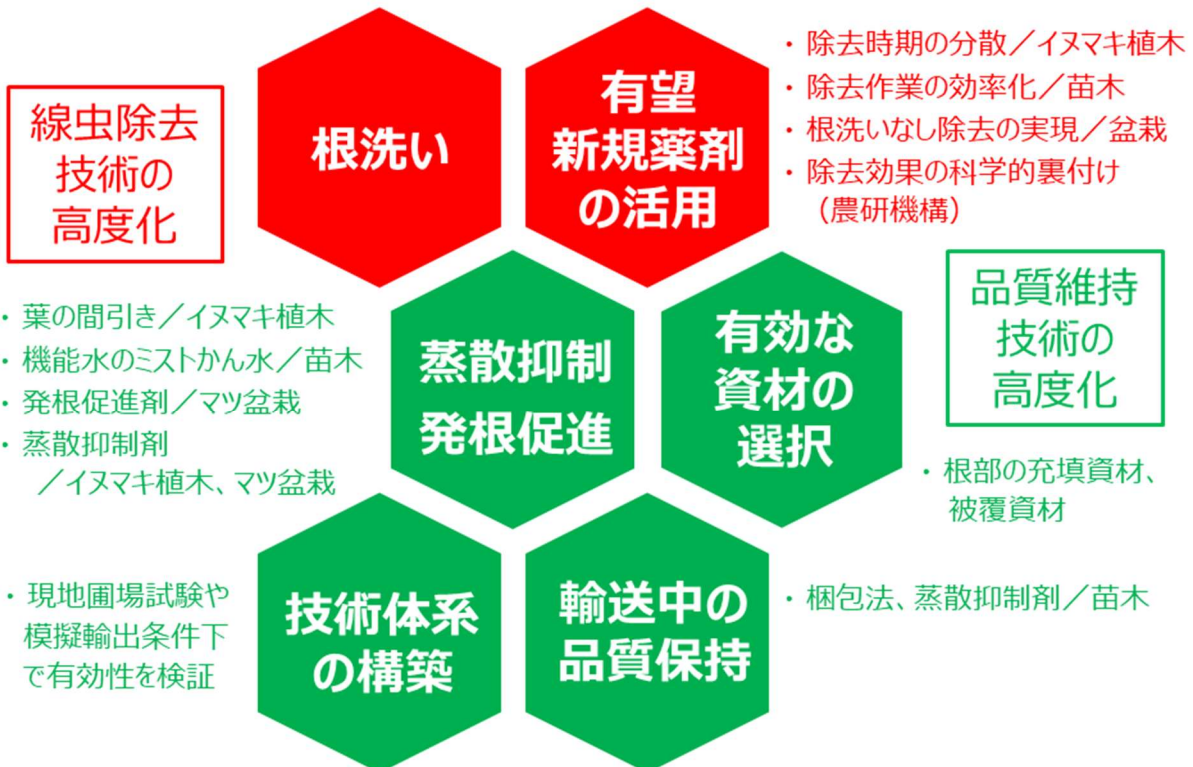 線虫除去
技術の
高度化
根洗い
有望
新規薬剤
の活用
・除去時期の分散／イヌマキ植木
・除去作業の効率化／苗木
・根洗いなし除去の実現／盆栽
・除去効果の科学的裏付け
（農研機構）
・葉の間引き／イヌマキ植木
・機能水のミストかん水／苗木
・発根促進剤／マツ盆栽
・蒸散抑制剤
／イヌマキ植木、マツ盆栽
蒸散抑制
発根促進
有効な
資材の
選択
品質維持
技術の
高度化
・根部の充填資材、
被覆資材
・現地圃場試験や
模擬輸出条件下
で有効性を検証
技術体系
の構築
輸送中の
品質保持
・梱包法、蒸散抑制剤／苗木